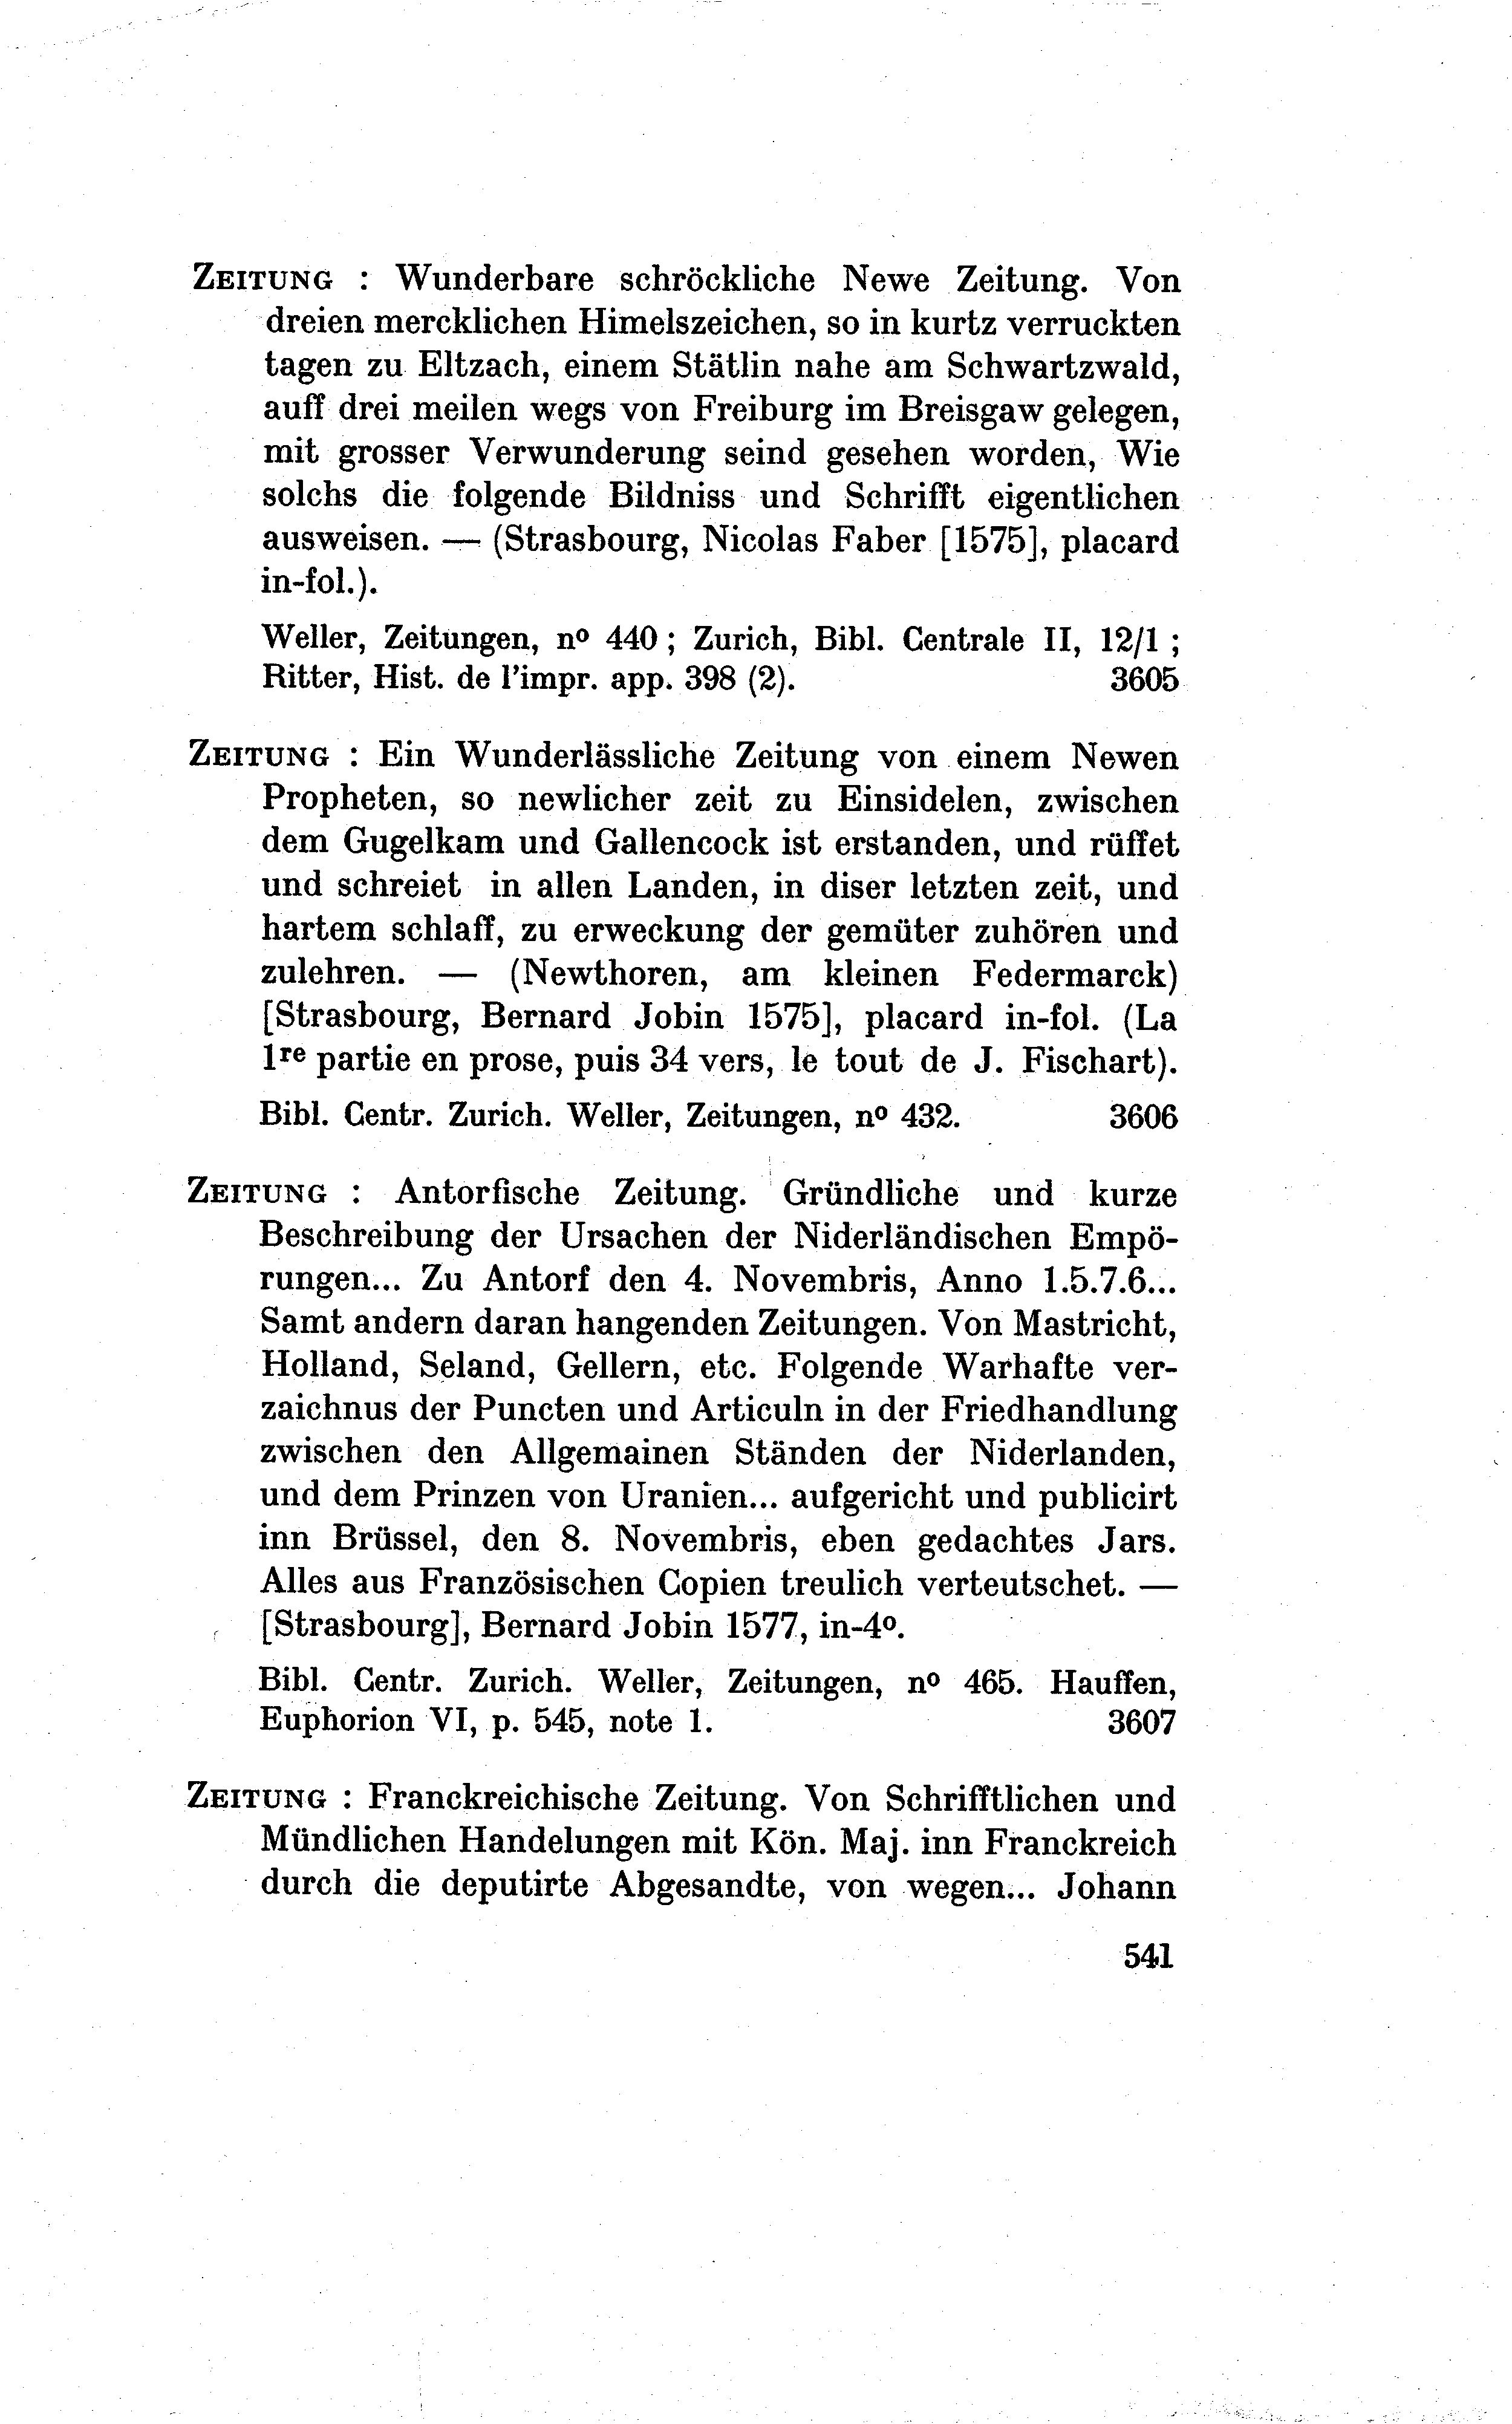 ZEITUNG : Wunderbare schröckliche Newe Zeitung. Von
dreien mercklichen Himelszeichen, so in kurtz verruckten
tagen zu Eltzach, einem Stätlin nahe am Schwartzwald,
auff drei meilen wegs von Freiburg im Breisgaw gelegen,
mit grosser Verwunderung seind gesehen worden, Wie
solchs die folgende Bildniss und Schrifft eigentlichen
ausweisen. — (Strasbourg, Nicolas Faber [1575], placard
in-fol.).
Weller, Zeitungen, nº 440 ; Zurich, Bibl. Centrale II, 12/1 ;
Ritter, Hist. de l'impr. app. 398 (2). 3605
ZEITUNG : Ein Wunderlässliche Zeitung von einem Newen
Propheten, so newlicher zeit zu Einsidelen, zwischen
dem Gugelkam und Gallencock ist erstanden, und rüffet
und schreiet in allen Landen, in diser letzten zeit, und
hartem schlaff, zu erweckung der gemüter zuhören und
zulehren. — (Newthoren, am kleinen Federmarck)
[Strasbourg, Bernard Jobin 1575], placard in-fol. (La
1re partie en prose, puis 34 vers, le tout de J. Fischart).
Bibl. Centr. Zurich. Weller, Zeitungen, nº 432. 3606
ZEITUNG : Antorfische Zeitung. Gründliche und kurze
Beschreibung der Ursachen der Niderländischen Empö-
rungen... Zu Antorf den 4. Novembris, Anno 1.5.7.6...
Samt andern daran hangenden Zeitungen. Von Mastricht,
Holland, Seland, Gellern, etc. Folgende Warhafte ver-
zaichnus der Puncten und Articuln in der Friedhandlung
zwischen den Allgemainen Ständen der Niderlanden,
und dem Prinzen von Uranien... aufgericht und publicirt
inn Brüssel, den 8. Novembris, eben gedachtes Jars.
Alles aus Französischen Copien treulich verteutschet. —
[Strasbourg], Bernard Jobin 1577, in-4º.
Bibl. Centr. Zurich. Weller, Zeitungen, nº 465. Hauffen,
Euphorion VI, p. 545, note 1. 3607
ZEITUNG : Franckreichische Zeitung. Von Schrifftlichen und
Mündlichen Handelungen mit Kön. Maj. inn Franckreich
durch die deputirte Abgesandte, von wegen... Johann
541